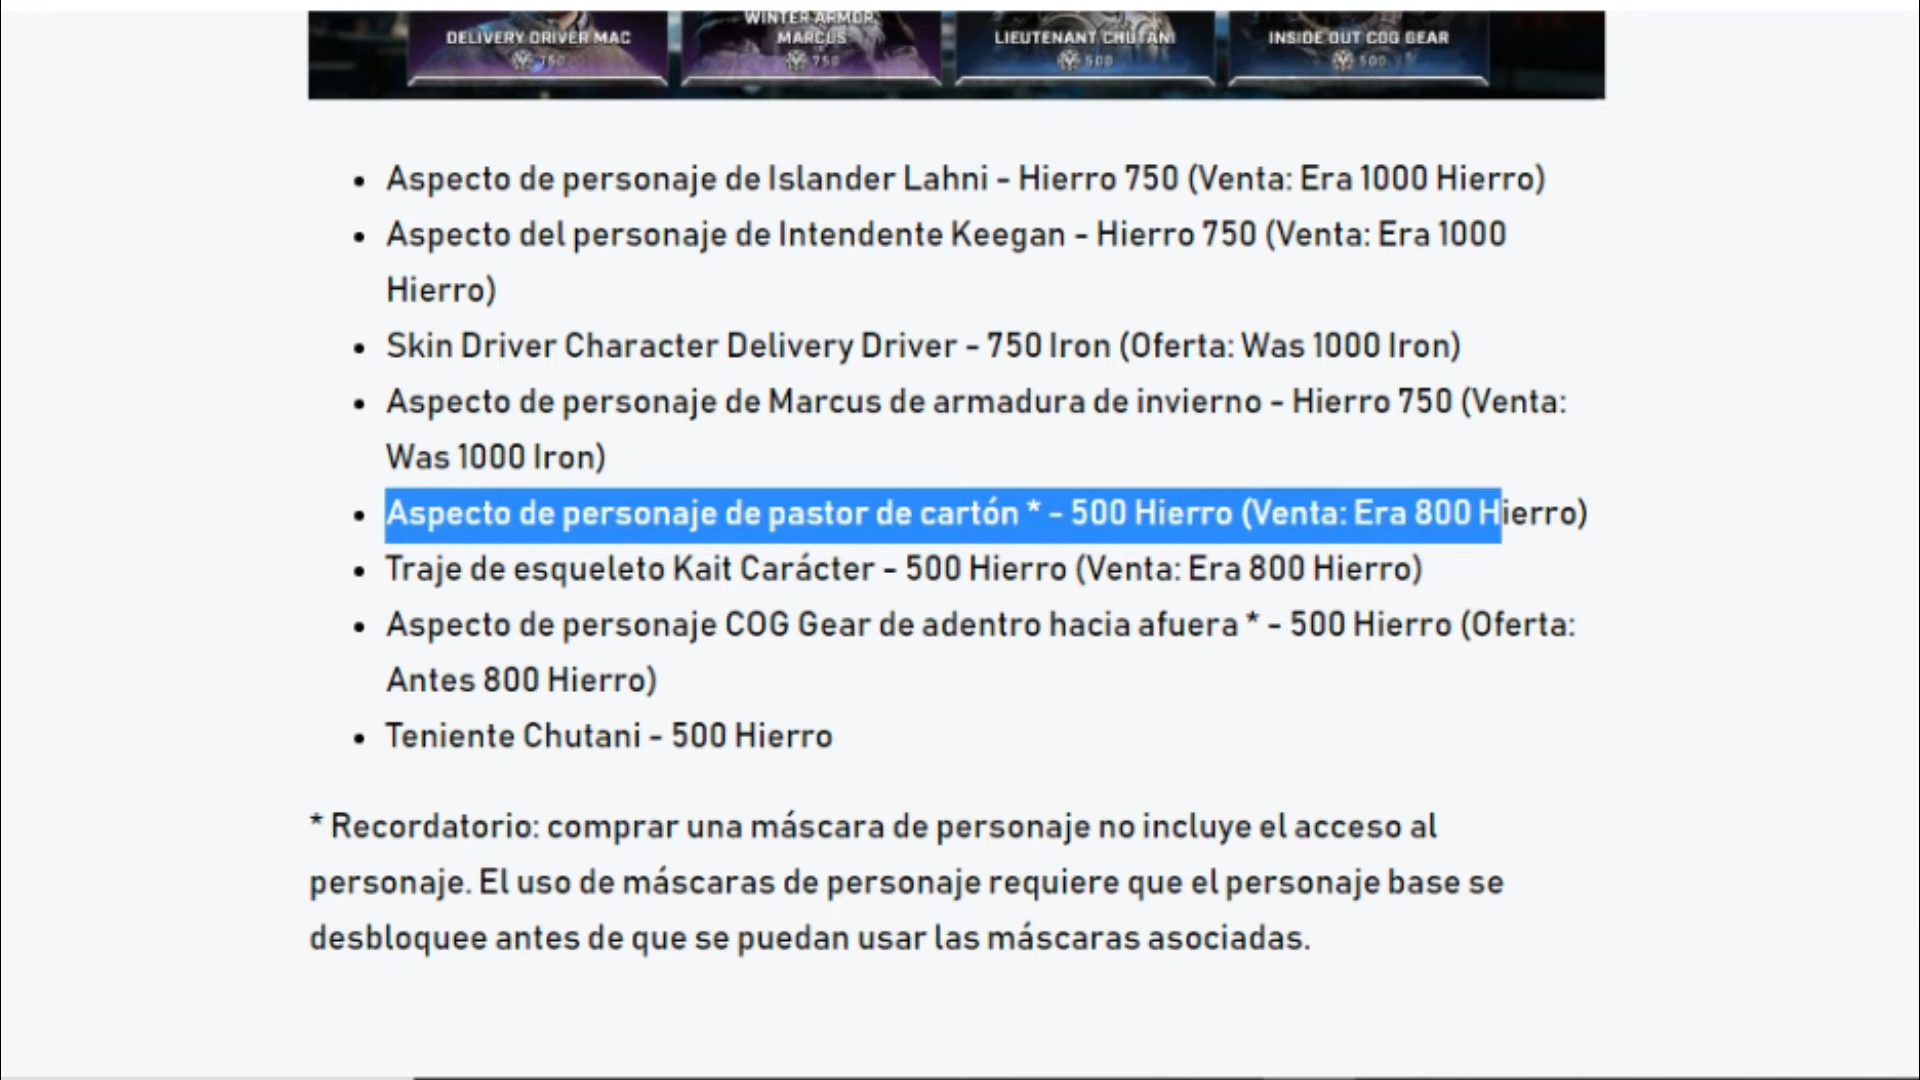 DELIVERY DRIVER MAC
750
WINTER ARMOR
MARCUS
750
LIEUTENANT CHUTANI
500
INSIDE OUT COG GEAR
500
• Aspecto de personaje de Islander Lahni - Hierro 750 (Venta: Era 1000 Hierro)
• Aspecto del personaje de Intendente Keegan - Hierro 750 (Venta: Era 1000
Hierro)
• Skin Driver Character Delivery Driver - 750 Iron (Oferta: Was 1000 Iron)
• Aspecto de personaje de Marcus de armadura de invierno - Hierro 750 (Venta:
Was 1000 Iron)
• Aspecto de personaje de pastor de cartón * - 500 Hierro (Venta: Era 800 Hierro)
• Traje de esqueleto Kait Carácter - 500 Hierro (Venta: Era 800 Hierro)
• Aspecto de personaje COG Gear de adentro hacia afuera * - 500 Hierro (Oferta:
Antes 800 Hierro)
• Teniente Chutani - 500 Hierro
* Recordatorio: comprar una máscara de personaje no incluye el acceso al
personaje. El uso de máscaras de personaje requiere que el personaje base se
desbloquee antes de que se puedan usar las máscaras asociadas.